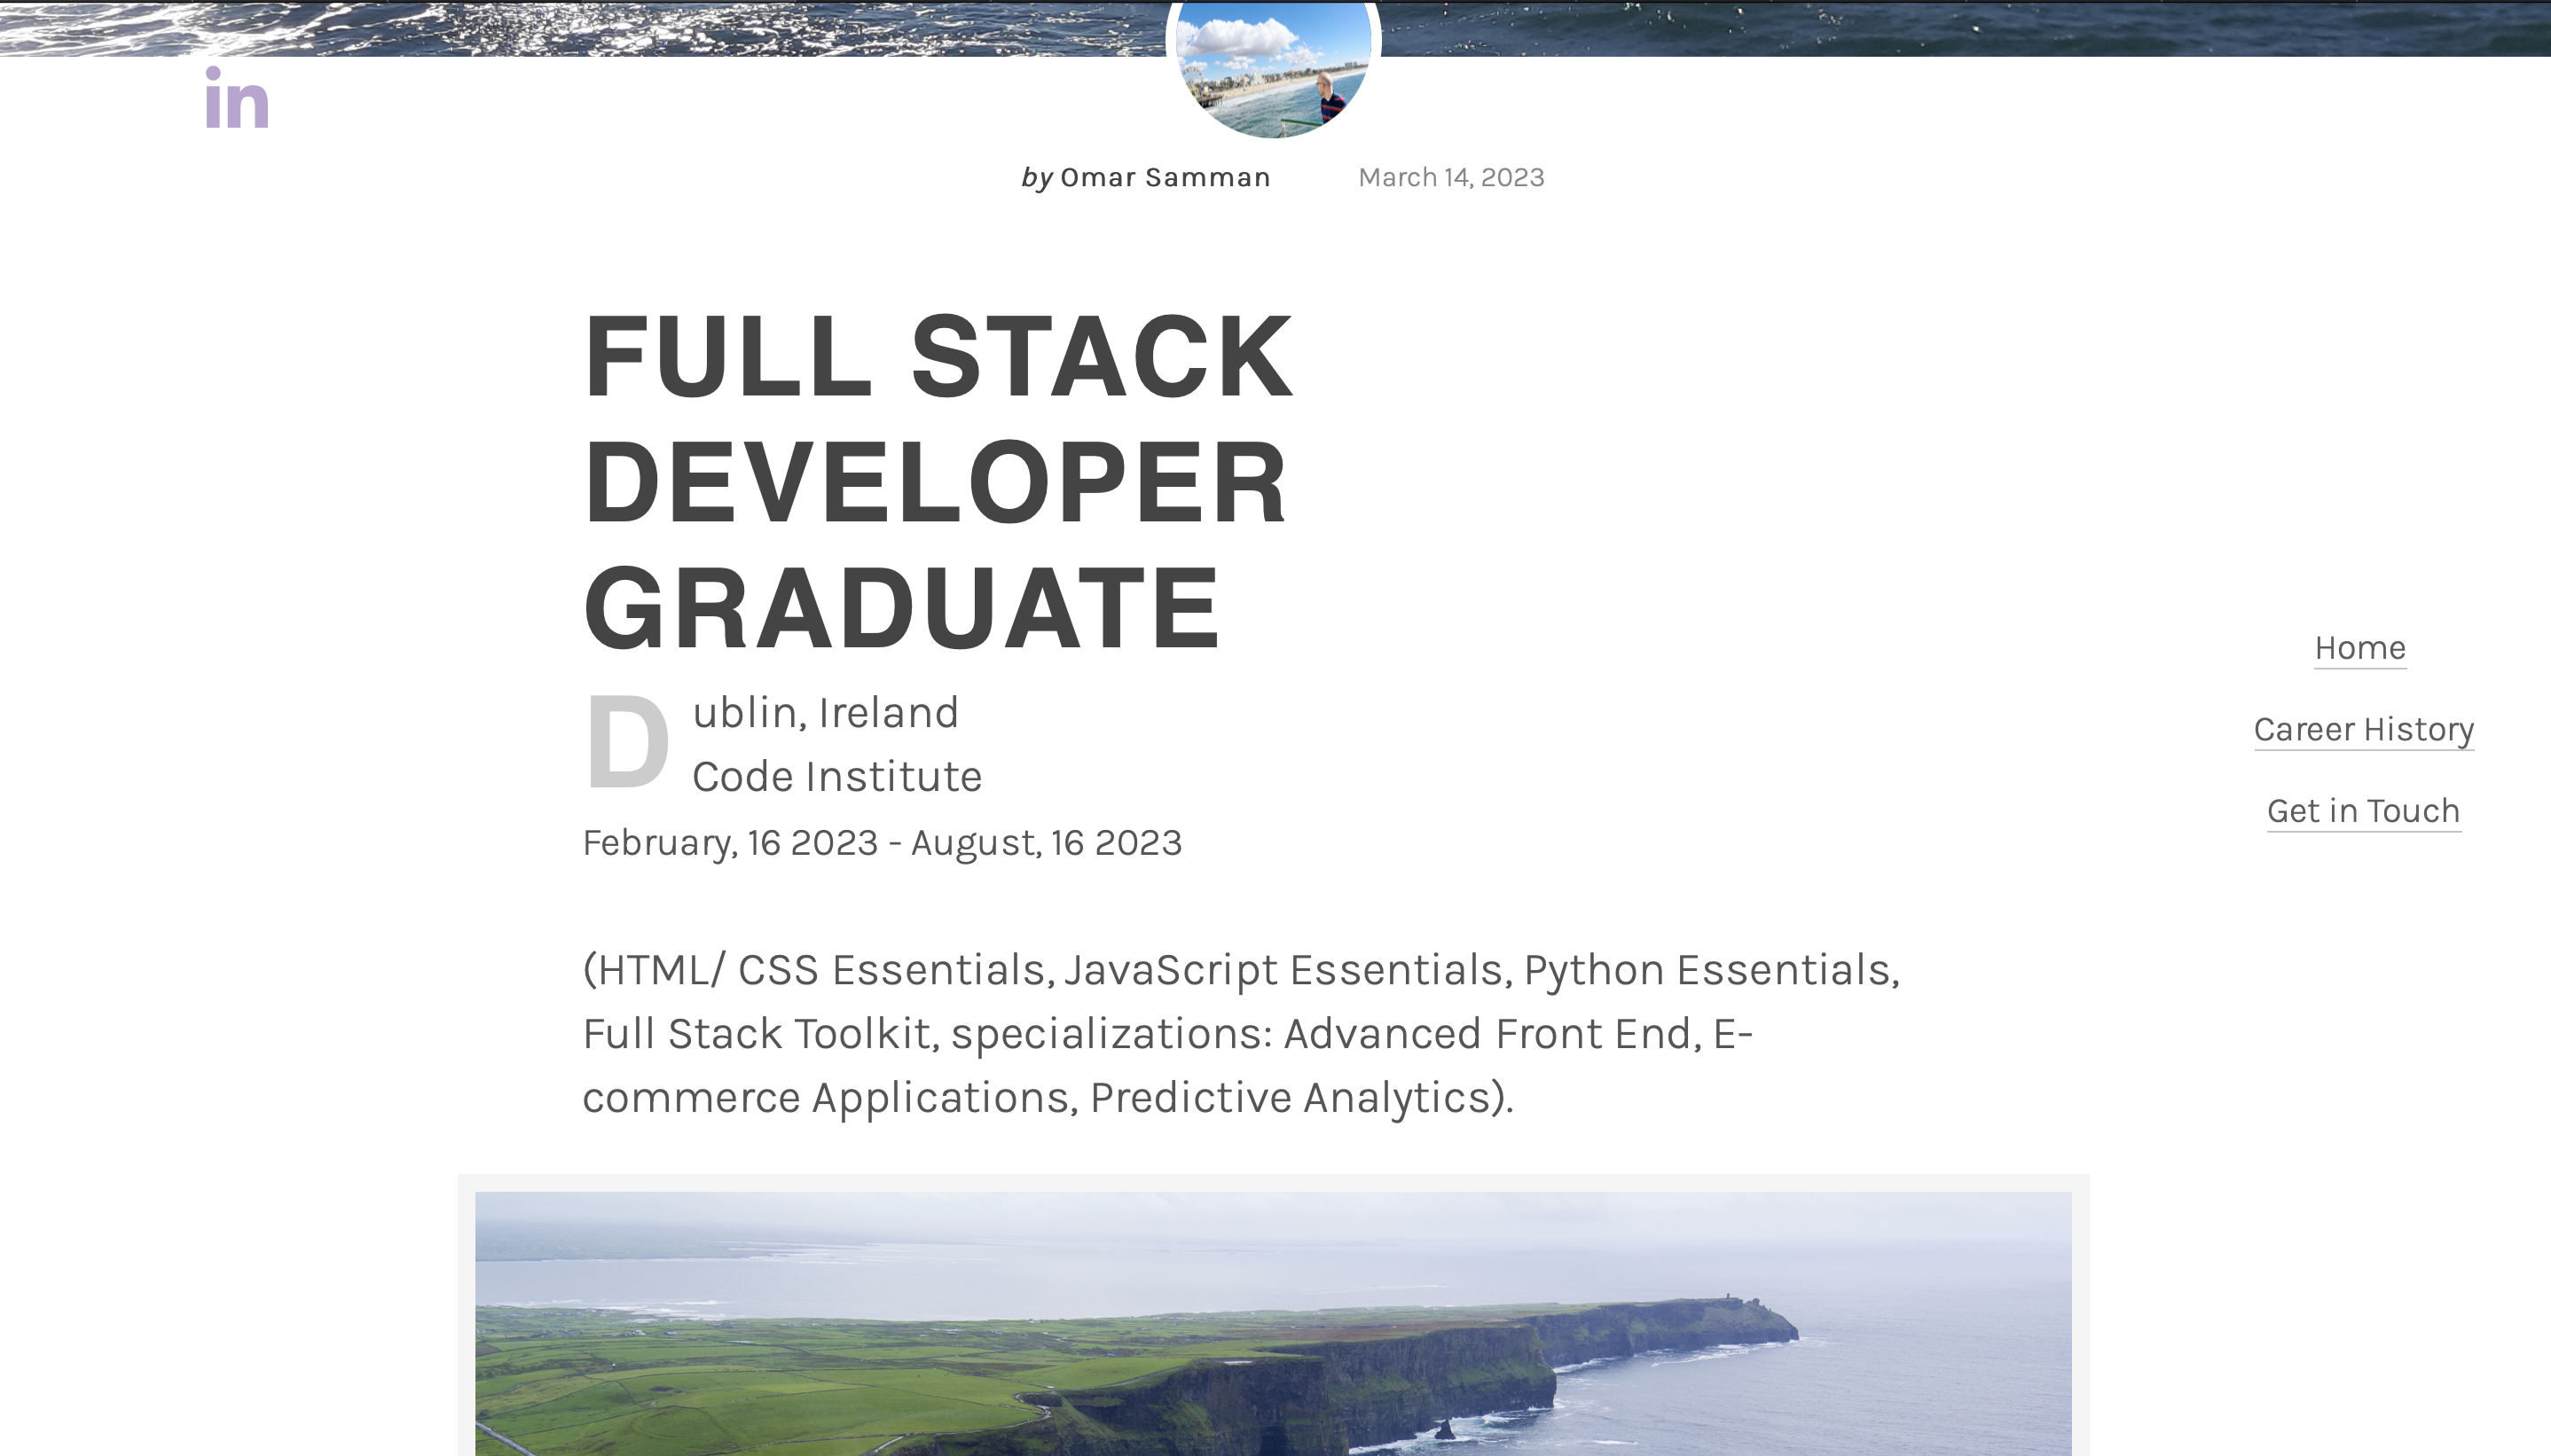 in
by Omar Samman March 14, 2023
FULL STACK
DEVELOPER
GRADUATE
Dublin, Ireland
Code Institute
February, 16 2023 - August, 16 2023
(HTML/ CSS Essentials, JavaScript Essentials, Python Essentials,
Full Stack Toolkit, specializations: Advanced Front End, E-
commerce Applications, Predictive Analytics).
Home
Career History
Get in Touch